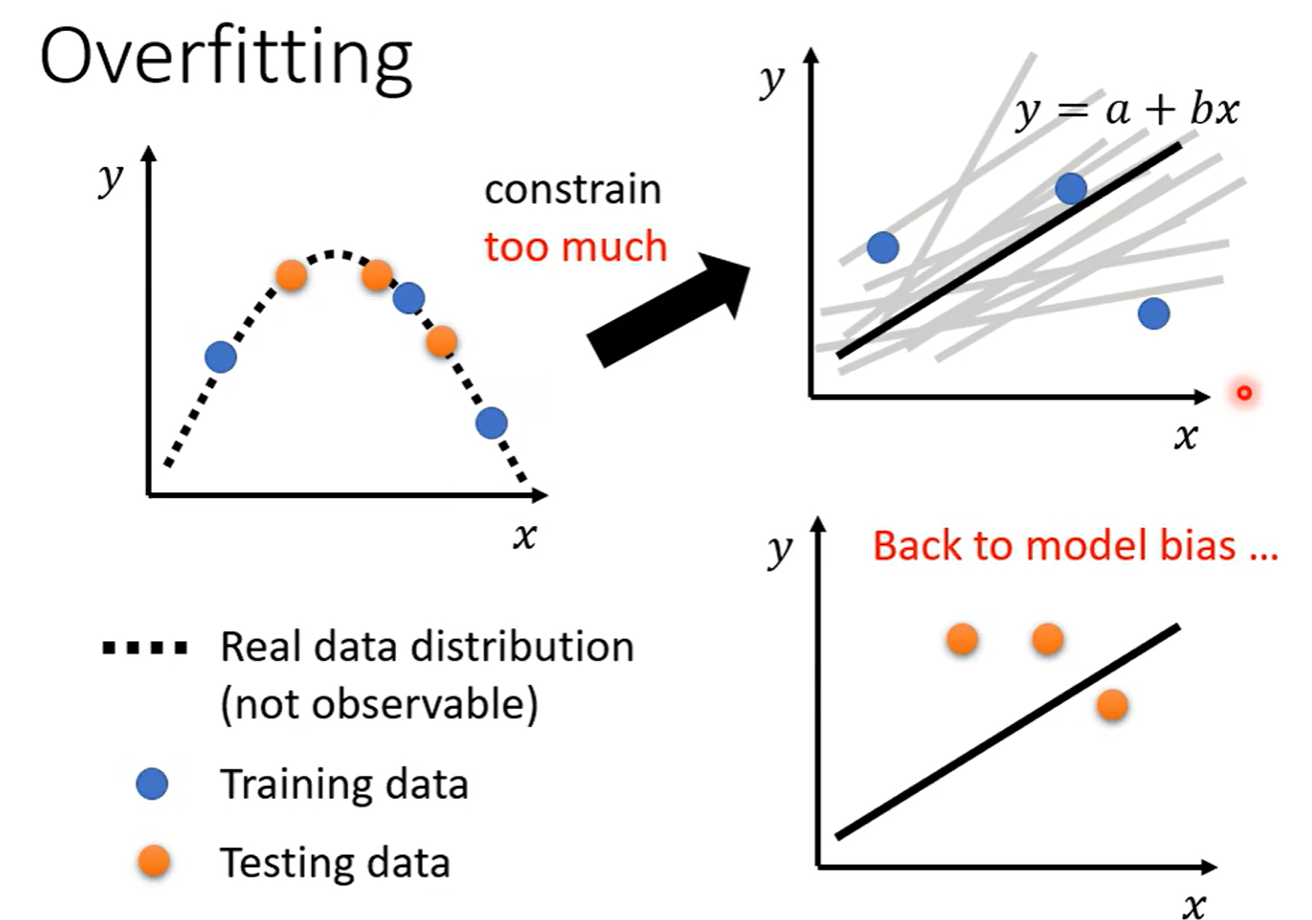 Overfitting
y
x
constrain
too much
y
y = a + bx
x
Real data distribution
(not observable)
Training data
Testing data
y
Back to model bias ...
x